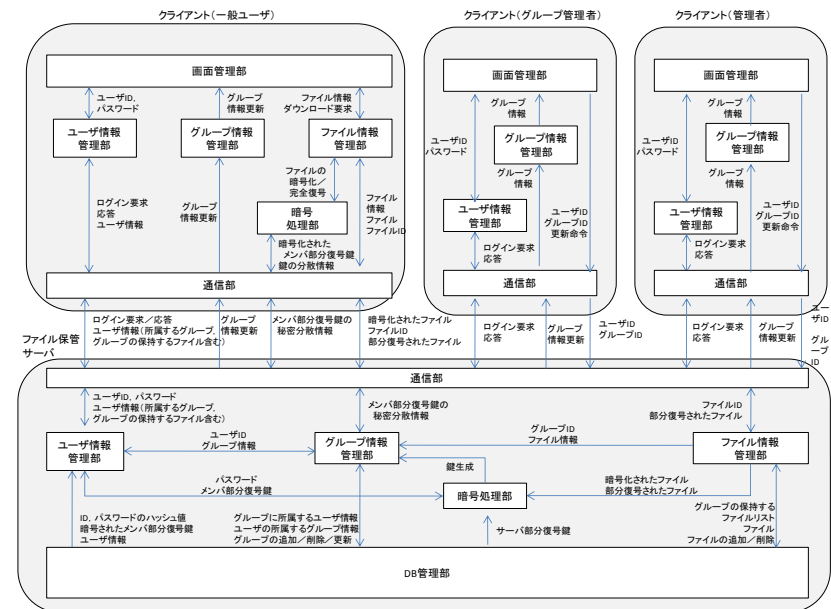 クライアント(一般ユーザ)
クライアント(グループ管理者)
クライアント(管理者)
画面管理部
ユーザID,
パスワード
グループ
情報更新
ファイル情報
ダウンロード要求
ユーザ情報
管理部
グループ情報
管理部
ファイル情報
管理部
ファイルの
暗号化/
完全復号
暗号
処理部
ログイン要求
応答
ユーザ情報
グループ
情報更新
暗号化された
メンバ部分復号鍵
鍵の分散情報
ファイル
情報
ファイル
ファイルID
通信部
画面管理部
グループ
情報
ユーザID
パスワード
グループ情報
管理部
グループ
情報
ユーザ情報
管理部
ユーザID
グループID
更新命令
ログイン要求
応答
通信部
画面管理部
グループ
情報
ユーザID
パスワード
グループ情報
管理部
グループ
情報
ユーザ情報
管理部
ユーザID
グループID
更新命令
ログイン要求
応答
通信部
ログイン要求/応答
ユーザ情報(所属するグループ,
グループの保持するファイル含む)
グループ
情報更新
メンバ部分復号鍵の
秘密分散情報
暗号化されたファイル
ファイルID
部分復号されたファイル
ログイン要求
応答
グループ
情報更新
ユーザID
グループID
ログイン要求
応答
グループ
情報更新
ユー
ザID
グル
ープ
ID
ファイル保管
サーバ
通信部
ユーザID, パスワード
ユーザ情報(所属するグループ,
グループの保持するファイル含む)
メンバ部分復号鍵の
秘密分散情報
ファイルID
部分復号されたファイル
ユーザ情報
管理部
ユーザID
グループ情報
グループ情報
管理部
グループID
ファイル情報
ファイル情報
管理部
鍵生成
パスワード
メンバ部分復号鍵
暗号処理部
暗号化されたファイル
部分復号されたファイル
ID, パスワードのハッシュ値
暗号されたメンバ部分復号鍵
ユーザ情報
グループに所属するユーザ情報
ユーザの所属するグループ情報
グループの追加/削除/更新
サーバ部分復号鍵
グループの保持する
ファイルリスト
ファイル
ファイルの追加/削除
DB管理部